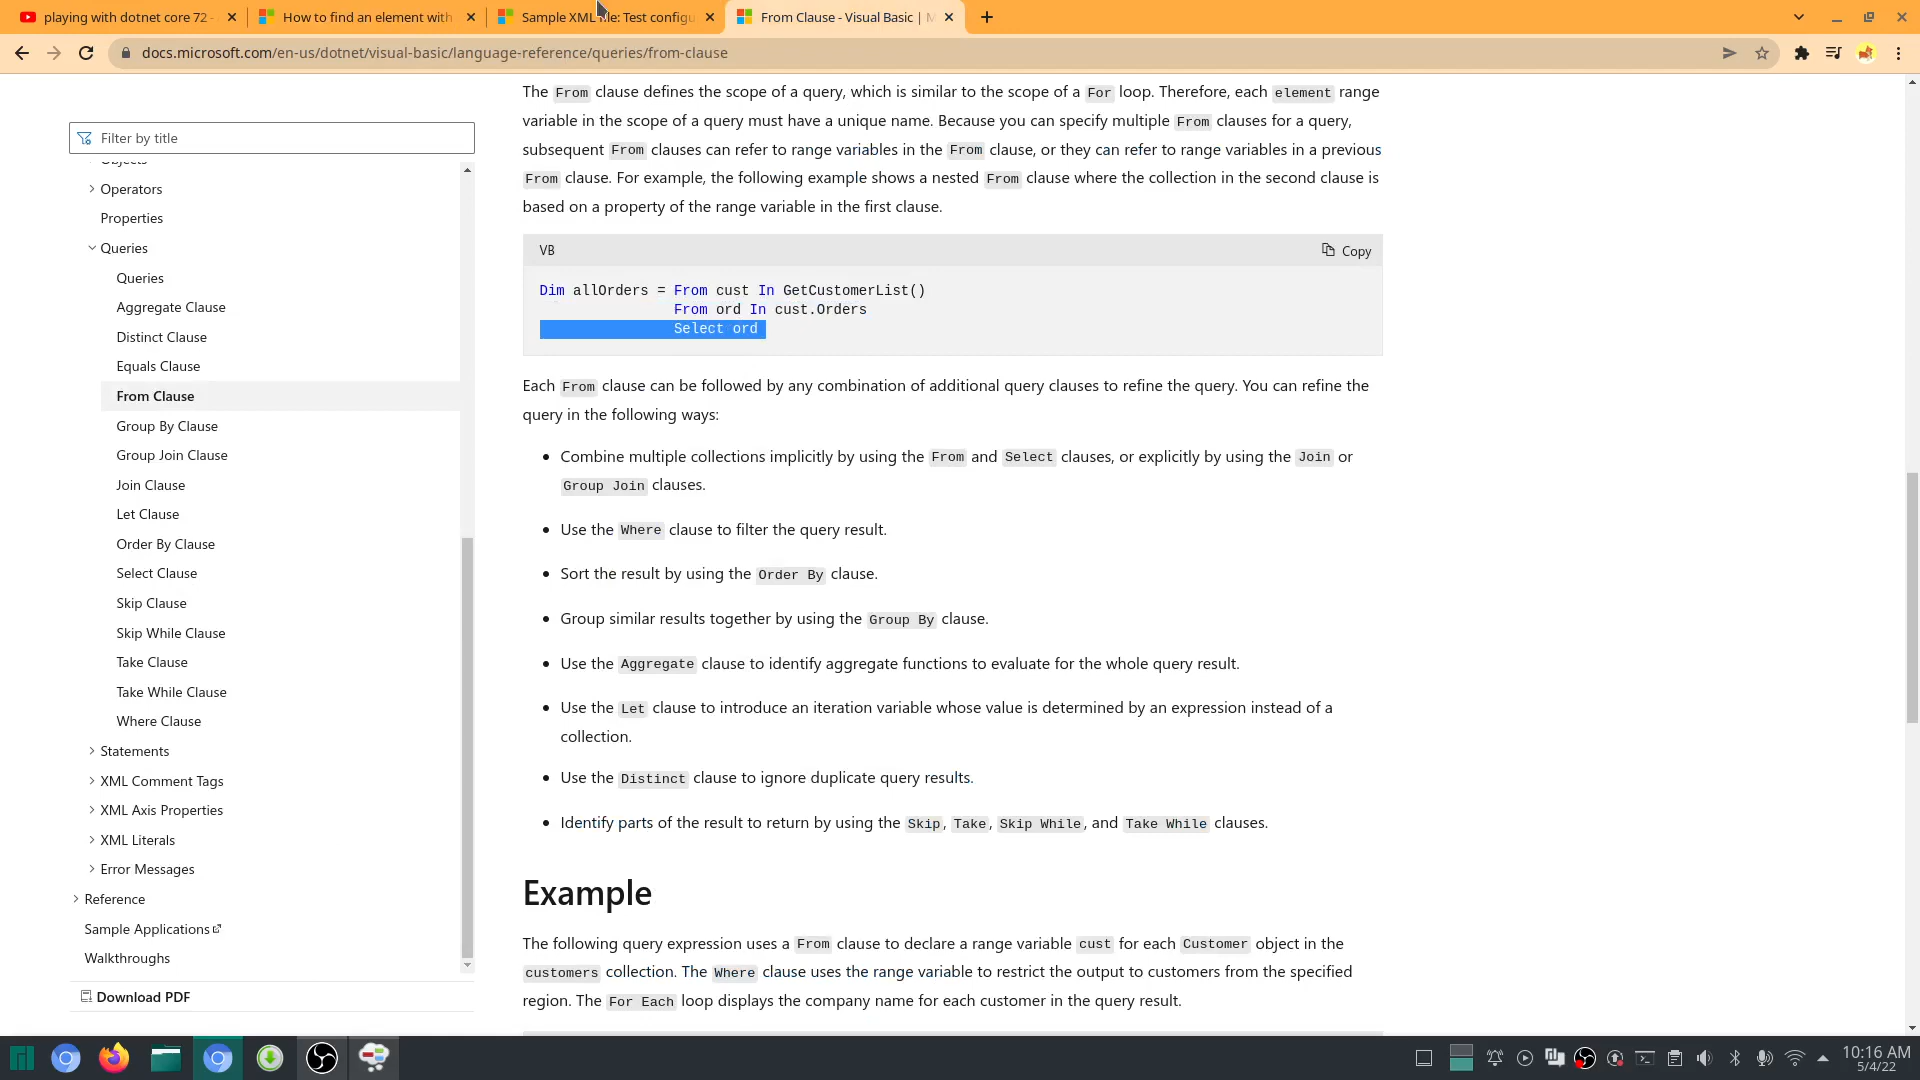 playing with dotnet core 72 -
How to find an element with
Sample XML file: Test configu
From Clause - Visual Basic | M
docs.microsoft.com/en-us/dotnet/visual-basic/language-reference/queries/from-clause
Filter by title
Objects
Operators
Properties
Queries
Queries
Aggregate Clause
Distinct Clause
Equals Clause
From Clause
Group By Clause
Group Join Clause
Join Clause
Let Clause
Order By Clause
Select Clause
Skip Clause
Skip While Clause
Take Clause
Take While Clause
Where Clause
Statements
XML Comment Tags
XML Axis Properties
XML Literals
Error Messages
Reference
Sample Applications
Walkthroughs
Download PDF
The From clause defines the scope of a query, which is similar to the scope of a For loop. Therefore, each element range
variable in the scope of a query must have a unique name. Because you can specify multiple From clauses for a query,
subsequent From clauses can refer to range variables in the From clause, or they can refer to range variables in a previous
From clause. For example, the following example shows a nested From clause where the collection in the second clause is
based on a property of the range variable in the first clause.
VB
Copy
Dim allOrders = From cust In GetCustomerList()
From ord In cust.Orders
Select ord
Each From clause can be followed by any combination of additional query clauses to refine the query. You can refine the
query in the following ways:
• Combine multiple collections implicitly by using the From and Select clauses, or explicitly by using the Join or
Group Join clauses.
• Use the Where clause to filter the query result.
• Sort the result by using the Order By clause.
• Group similar results together by using the Group By clause.
• Use the Aggregate clause to identify aggregate functions to evaluate for the whole query result.
• Use the Let clause to introduce an iteration variable whose value is determined by an expression instead of a
collection.
• Use the Distinct clause to ignore duplicate query results.
• Identify parts of the result to return by using the Skip, Take, Skip While, and Take While clauses.
Example
The following query expression uses a From clause to declare a range variable cust for each Customer object in the
customers collection. The Where clause uses the range variable to restrict the output to customers from the specified
region. The For Each loop displays the company name for each customer in the query result.
10:16 AM
5/4/22